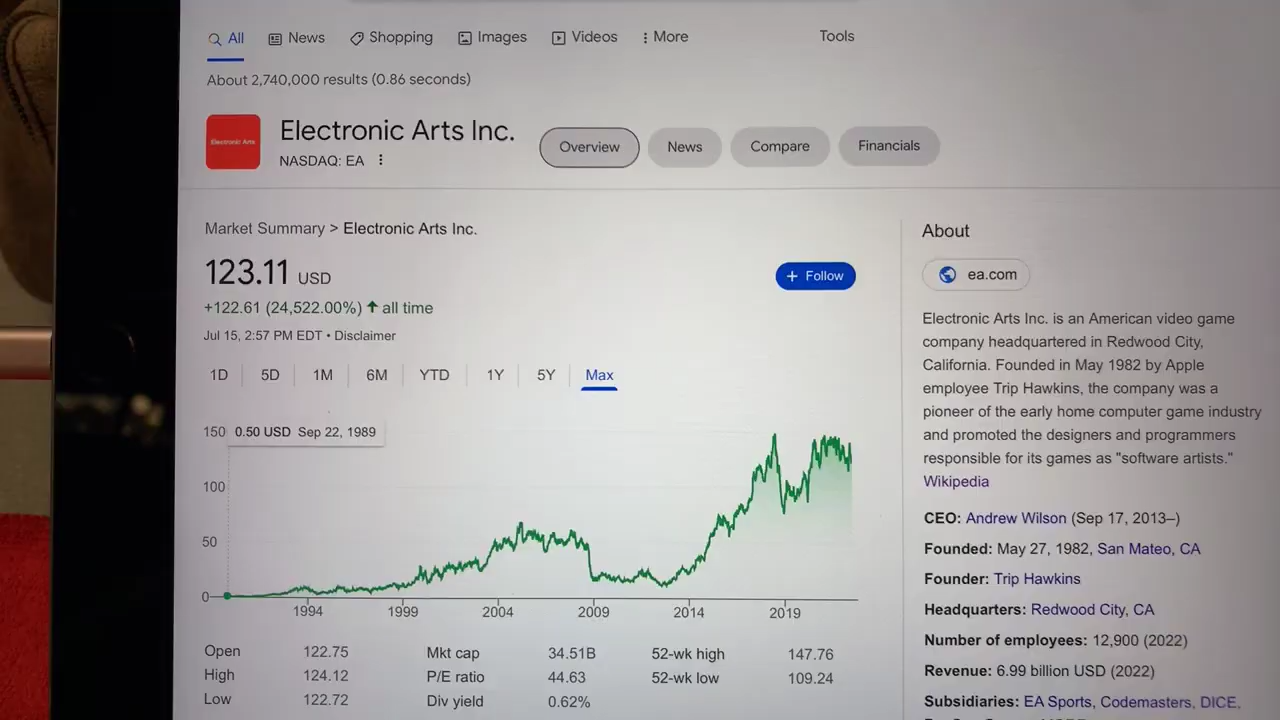 All News Shopping Images Videos More Tools
About 2,740,000 results (0.86 seconds)
Electronic Arts
Electronic Arts Inc.
NASDAQ: EA
Overview News Compare Financials
Market Summary > Electronic Arts Inc.
123.11 USD
+ Follow
+122.61 (24,522.00%) ↑ all time
Jul 15, 2:57 PM EDT • Disclaimer
1D 5D 1M 6M YTD 1Y 5Y Max
0.50 USD Sep 22, 1989
150
100
50
0
1994 1999 2004 2009 2014 2019
Open 122.75 Mkt cap 34.51B 52-wk high 147.76
High 124.12 P/E ratio 44.63 52-wk low 109.24
Low 122.72 Div yield 0.62%
About
ea.com
Electronic Arts Inc. is an American video game
company headquartered in Redwood City,
California. Founded in May 1982 by Apple
employee Trip Hawkins, the company was a
pioneer of the early home computer game industry
and promoted the designers and programmers
responsible for its games as "software artists."
Wikipedia
CEO: Andrew Wilson (Sep 17, 2013–)
Founded: May 27, 1982, San Mateo, CA
Founder: Trip Hawkins
Headquarters: Redwood City, CA
Number of employees: 12,900 (2022)
Revenue: 6.99 billion USD (2022)
Subsidiaries: EA Sports, Codemasters, DICE,